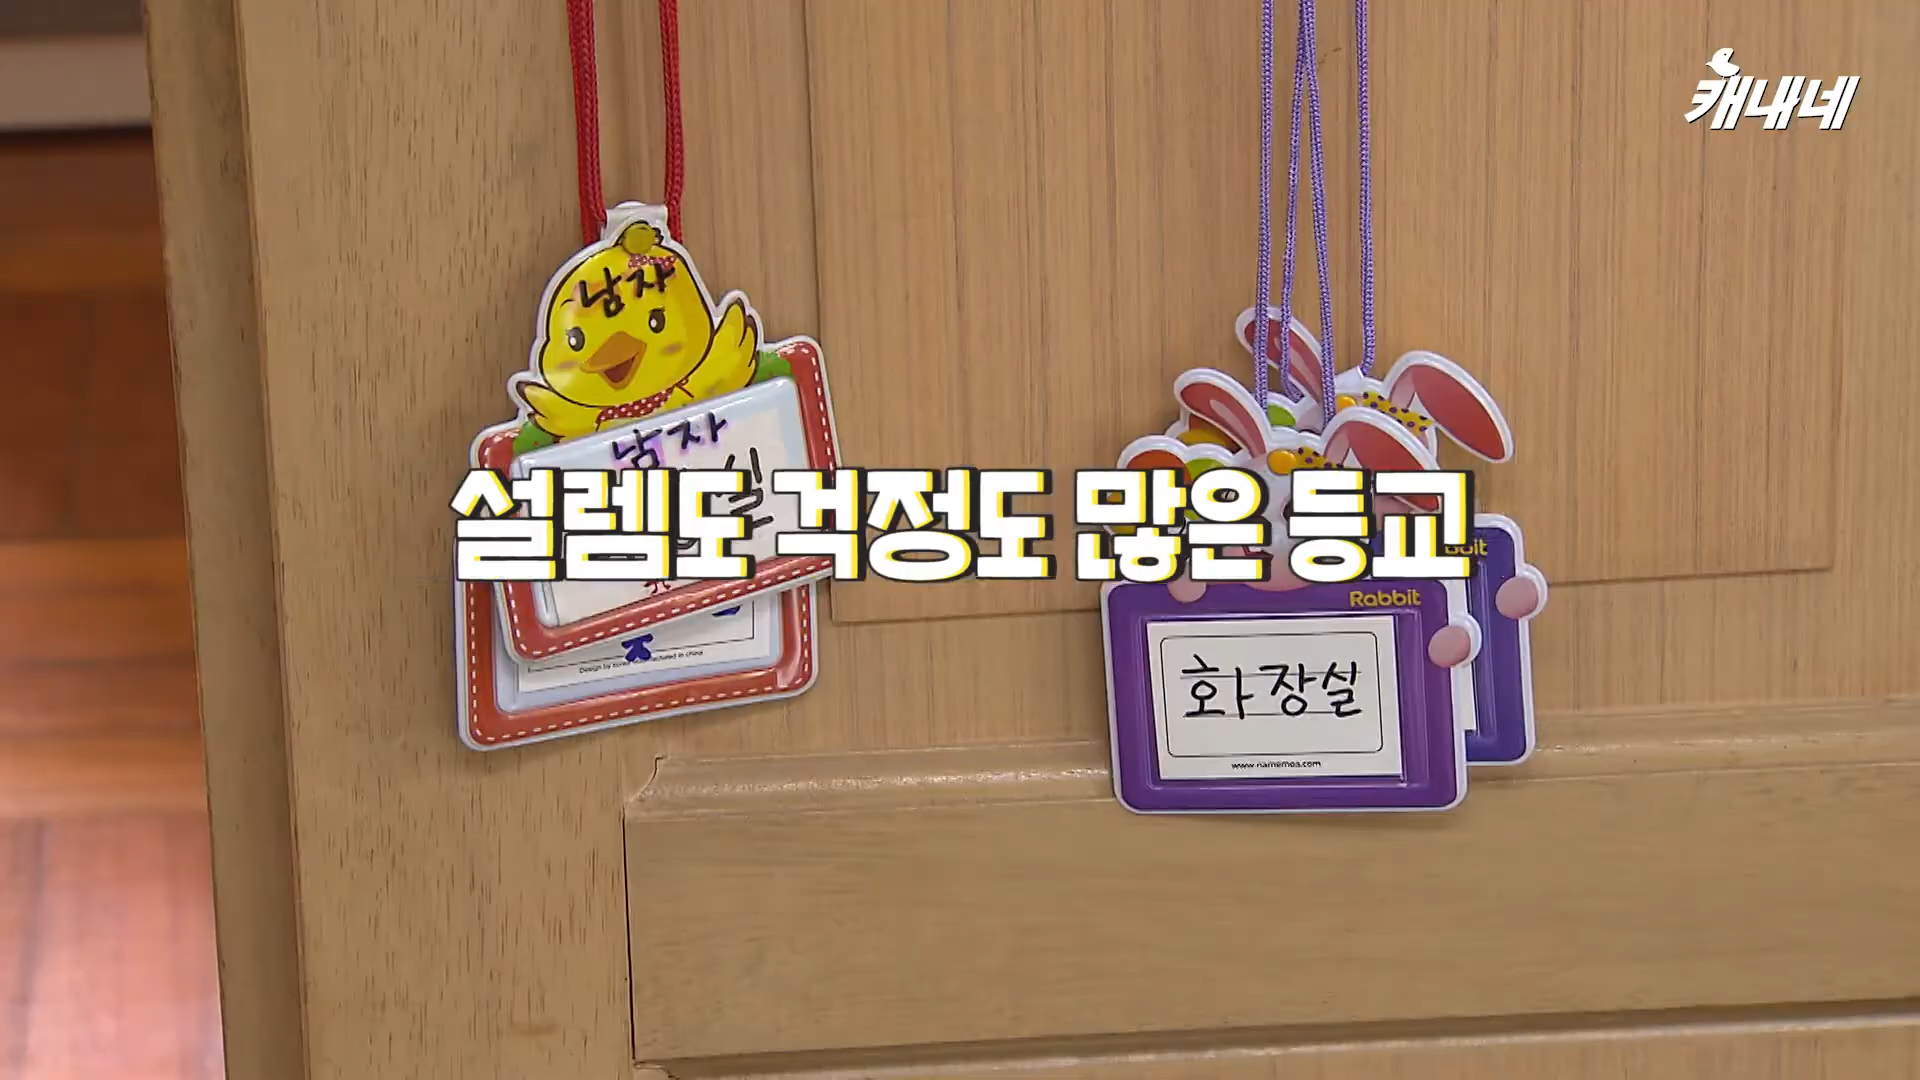 캐내네
남자
남자
설렘도 걱정도 많은 등교
Rabbit
화장실
www.namemoa.com